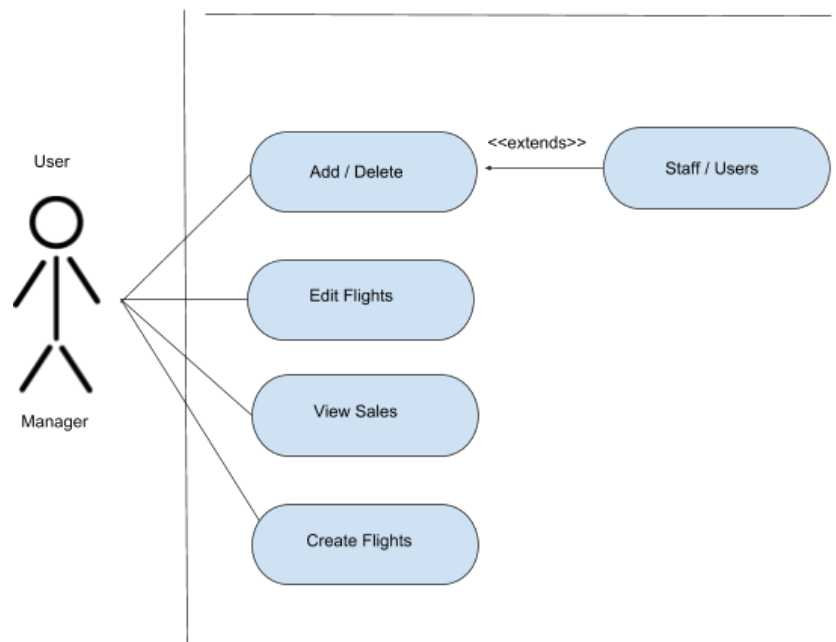 User
Manager
Add / Delete
<<extends>>
Staff / Users
Edit Flights
View Sales
Create Flights